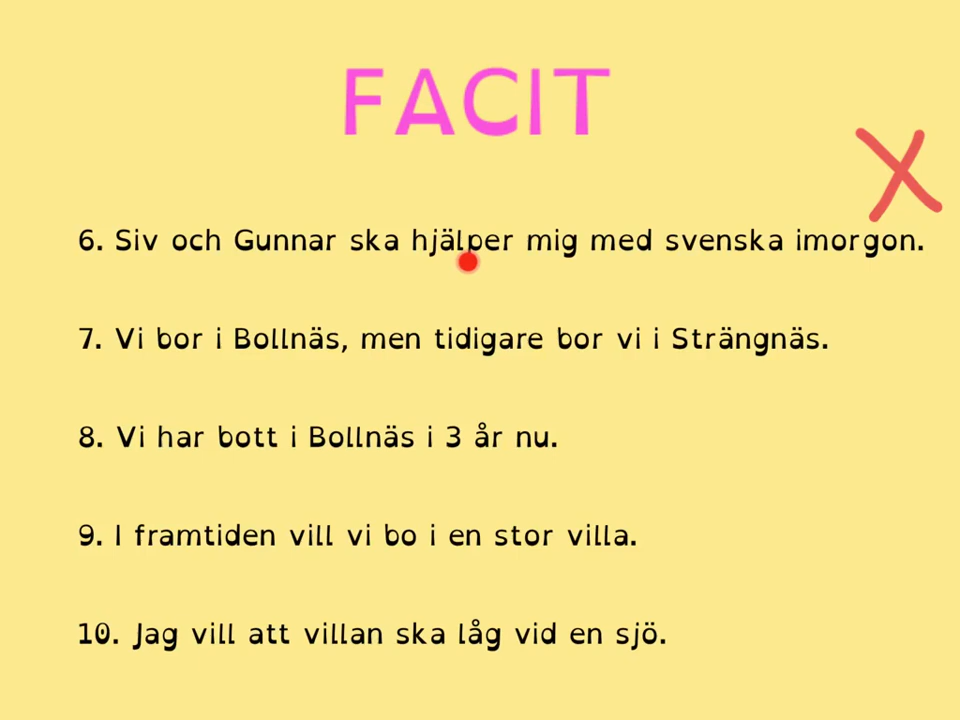 FACIT
6. Siv och Gunnar ska hjälper mig med svenska imorgon.
7. Vi bor i Bollnäs, men tidigare bor vi i Strängnäs.
8. Vi har bott i Bollnäs i 3 år nu.
9. I framtiden vill vi bo i en stor villa.
10. Jag vill att villan ska låg vid en sjö.